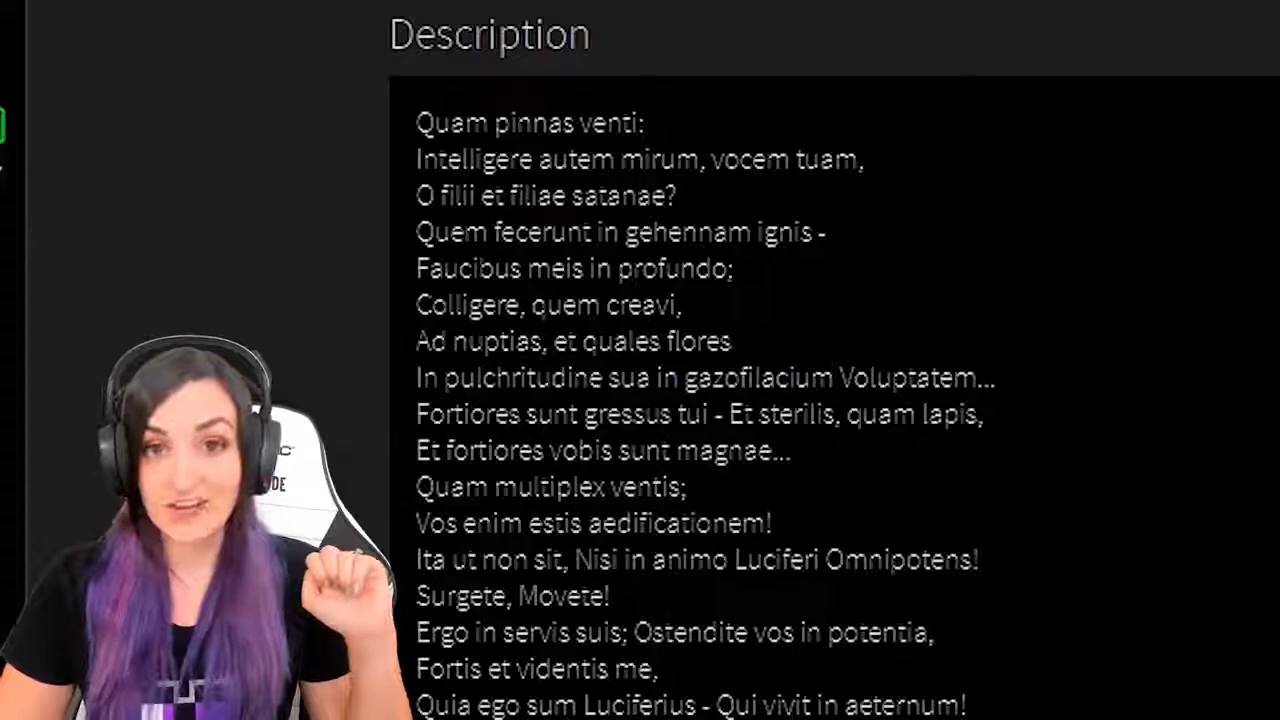 Description
Quam pinnas venti:
Intelligere autem mirum, vocem tuam,
O filii et filiae satanae?
Quem fecerunt in gehennam ignis -
Faucibus meis in profundo;
Colligere, quem creavi,
Ad nuptias, et quales flores
In pulchritudine sua in gazofilacium Voluptatem...
Fortiores sunt gressus tui - Et sterilis, quam lapis,
Et fortiores vobis sunt magnae...
Quam multiplex ventis;
Vos enim estis aedificationem!
Ita ut non sit, Nisi in animo Luciferi Omnipotens!
Surgete, Movete!
Ergo in servis suis; Ostendite vos in potentia,
Fortis et videntis me,
Quia ego sum Luciferius - Qui vivit in aeternum!